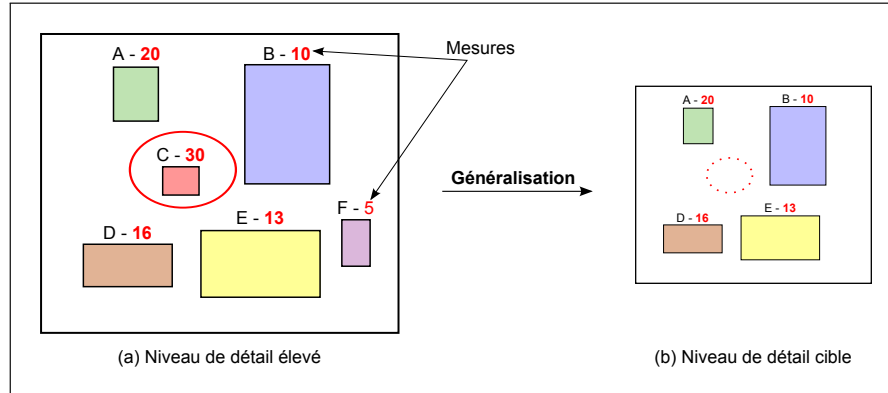 Mesures
A - 20
B - 10
C - 30
F - 5
D - 16
E - 13
(a) Niveau de détail élevé
Généralisation
A - 20
B - 10
D - 16
E - 13
(b) Niveau de détail cible